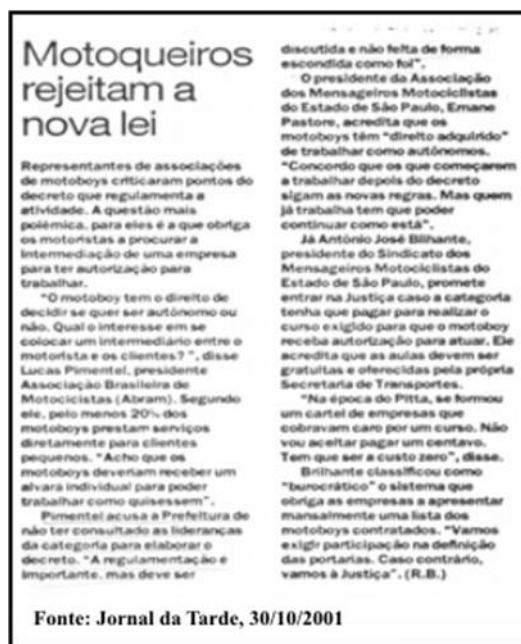 Motoqueiros
rejeitam a
nova lei
Representantes de associações
de motoboys criticaram pontos do
decreto que regulamenta a
atividade. A questão mais
polêmica, para eles é a que obriga
os motoristas a procurar a
intermediação de uma empresa
para ter autorização para
trabalhar.
"O motoboy tem o direito de
decidir se quer ser autônomo ou
não. Qual o interesse em se
colocar um intermediário entre o
motorista e os clientes? ", disse
Lucas Pimentel, presidente
Associação Brasileira de
Motocicistas (Abram). Segundo
ele, pelo menos 20% dos
motoboys prestam serviços
diretamente para clientes
pequenos. "Acho que os
motoboys deveriam receber um
alvará individual para poder
trabalhar como quisessem".
Pimentel acusa a Prefeitura de
não ter consultado as lideranças
da categoria para elaborar o
decreto. "A regulamentação é
importante, mas deve ser
discutida e não feita de forma
escondida como foi".
O presidente da Associação
dos Mensageiros Motociclistas
do Estado de São Paulo, Ernane
Pastore, acredita que os
motoboys têm "direito adquirido"
de trabalhar como autônomos.
"Concordo que os que começarem
a trabalhar depois do decreto
sigam as novas regras. Mas quem
já trabalha tem que poder
continuar como está".
Já Antônio José Bilhante,
presidente do Sindicato dos
Mensageiros Motociclistas do
Estado de São Paulo, promete
entrar na Justiça caso a categoria
tenha que pagar para realizar o
curso exigido para que o motoboy
receba autorização para atuar. Ele
acredita que as aulas devem ser
gratuitas e oferecidas pela própria
Secretaria de Transportes.
"Na época do Pitta, se formou
um cartel de empresas que
cobravam caro por um curso. Não
vou aceitar pagar um centavo.
Tem que ser a custo zero", disse.
Brilhante classificou como
"burocrático" o sistema que
obriga as empresas a apresentar
mansalmente uma lista dos
motoboys contratados. "Vamos
exigir participação na definição
das portarias. Caso contrário,
vamos à Justiça". (R.B.)
Fonte: Jornal da Tarde, 30/10/2001